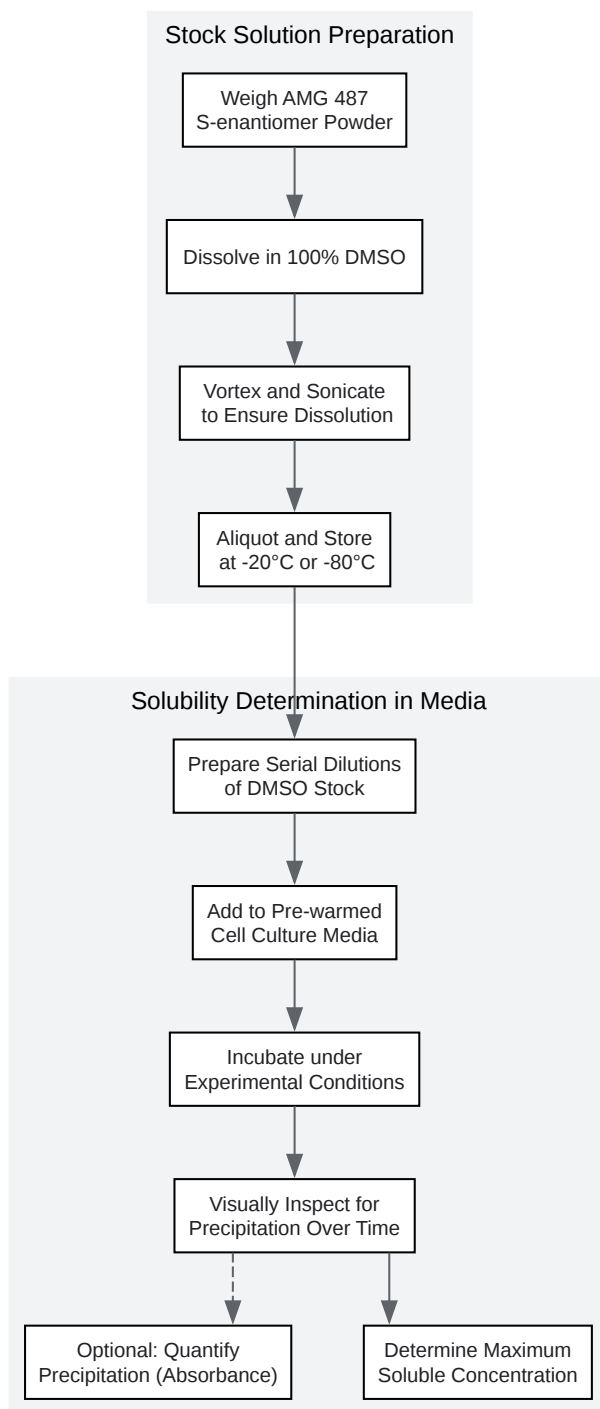 Stock Solution Preparation
Weigh AMG 487
S-enantiomer Powder
Dissolve in 100% DMSO
Vortex and Sonicate
to Ensure Dissolution
Aliquot and Store
at -20°C or -80°C
Solubility Determination in Media
Prepare Serial Dilutions
of DMSO Stock
Add to Pre-warmed
Cell Culture Media
Incubate under
Experimental Conditions
Visually Inspect for
Precipitation Over Time
Optional: Quantify
Precipitation (Absorbance)
Determine Maximum
Soluble Concentration